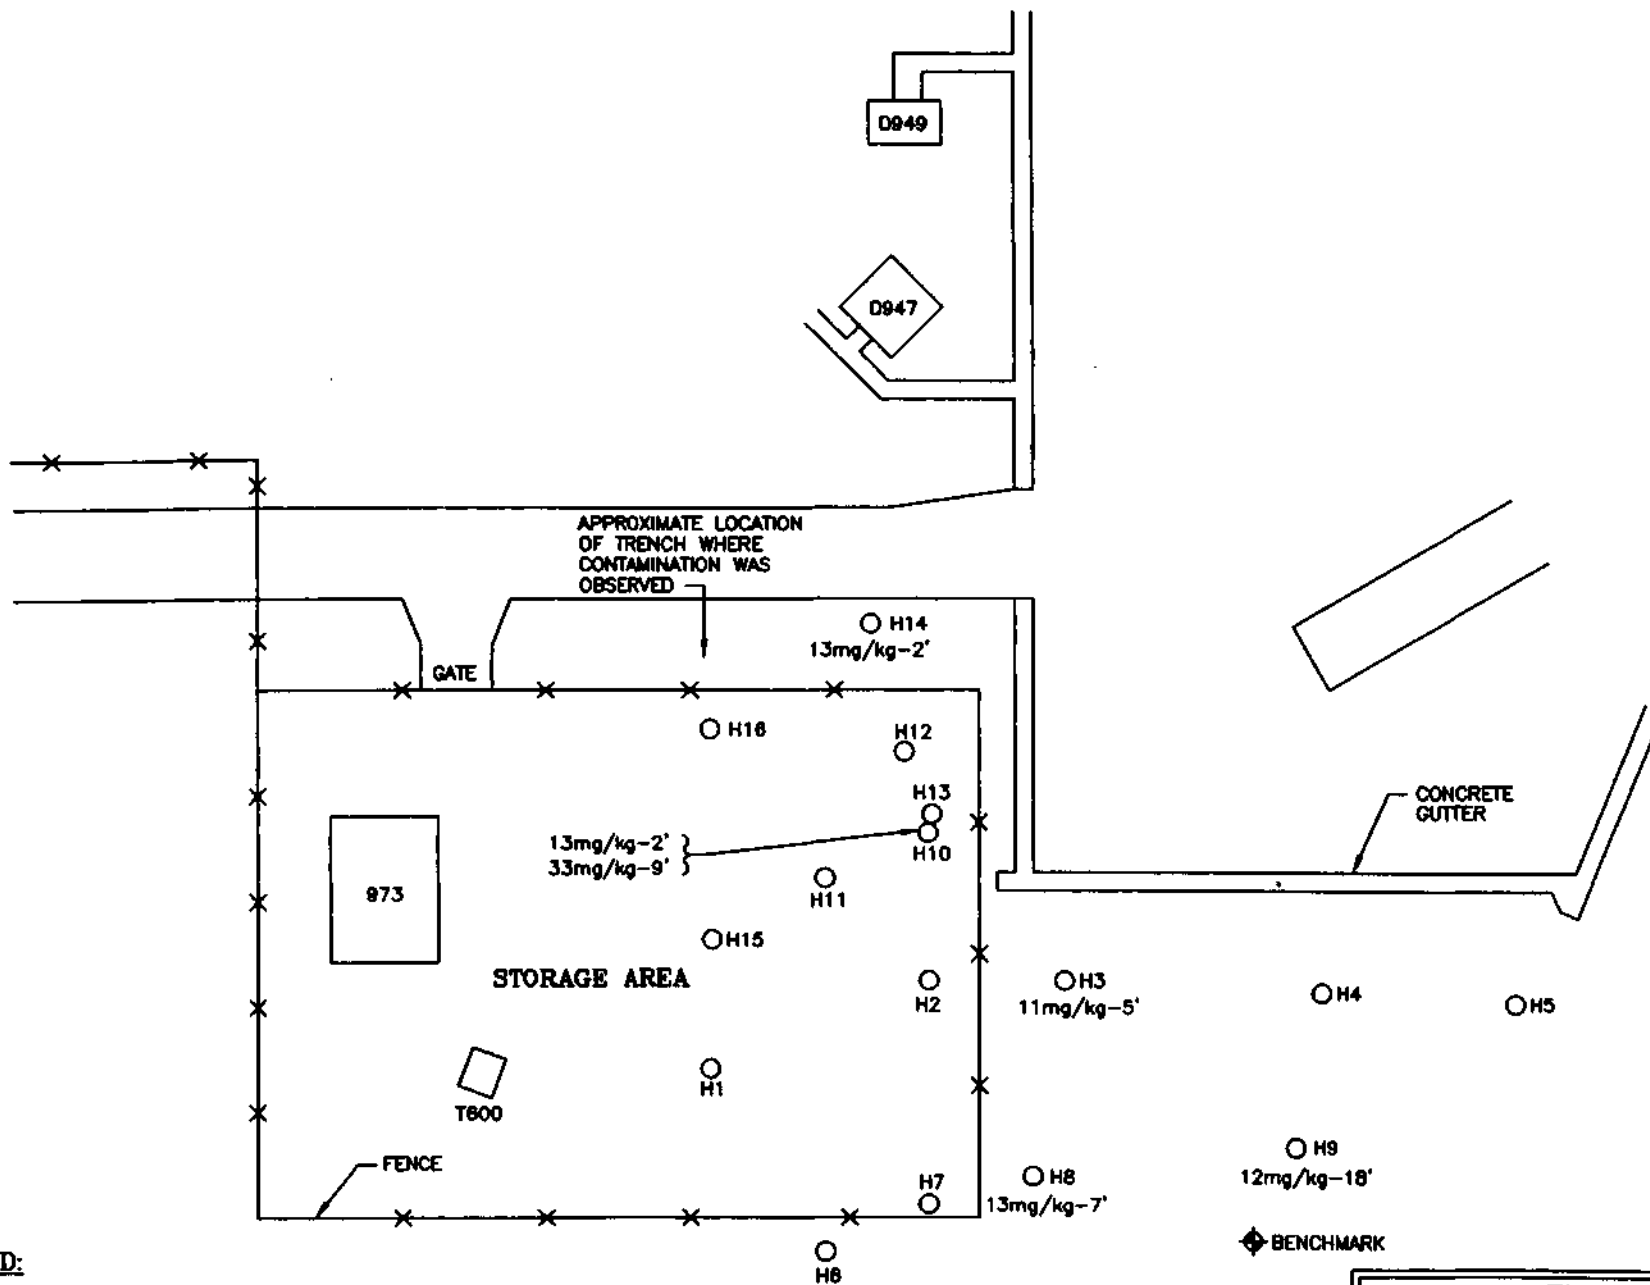 D949
D947
APPROXIMATE LOCATION
OF TRENCH WHERE
CONTAMINATION WAS
OBSERVED
H14
13mg/kg-2'
GATE
H16
H12
H13
CONCRETE
GUTTER
13mg/kg-2'
33mg/kg-9'
H10
H11
973
H15
STORAGE AREA
H2
H3
11mg/kg-5'
H4
H5
H1
T600
FENCE
H9
12mg/kg-18'
H7
H8
13mg/kg-7'
BENCHMARK
H6
D: